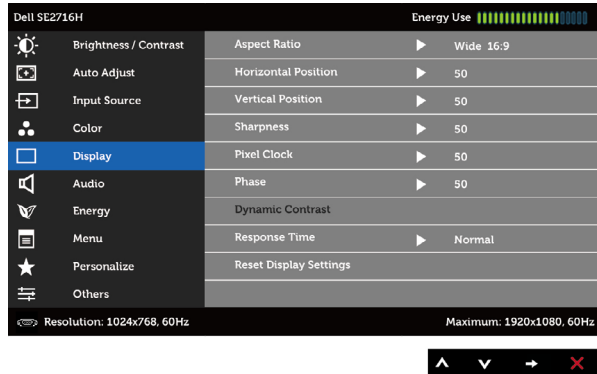 Dell SE2716H Energy Use
Brightness / Contrast Aspect Ratio Wide 16:9
Auto Adjust Horizontal Position 50
Input Source Vertical Position 50
Color Sharpness 50
Display Pixel Clock 50
Audio Phase 50
Energy Dynamic Contrast
Menu Response Time Normal
Personalize Reset Display Settings
Others
Resolution: 1024x768, 60Hz Maximum: 1920x1080, 60Hz